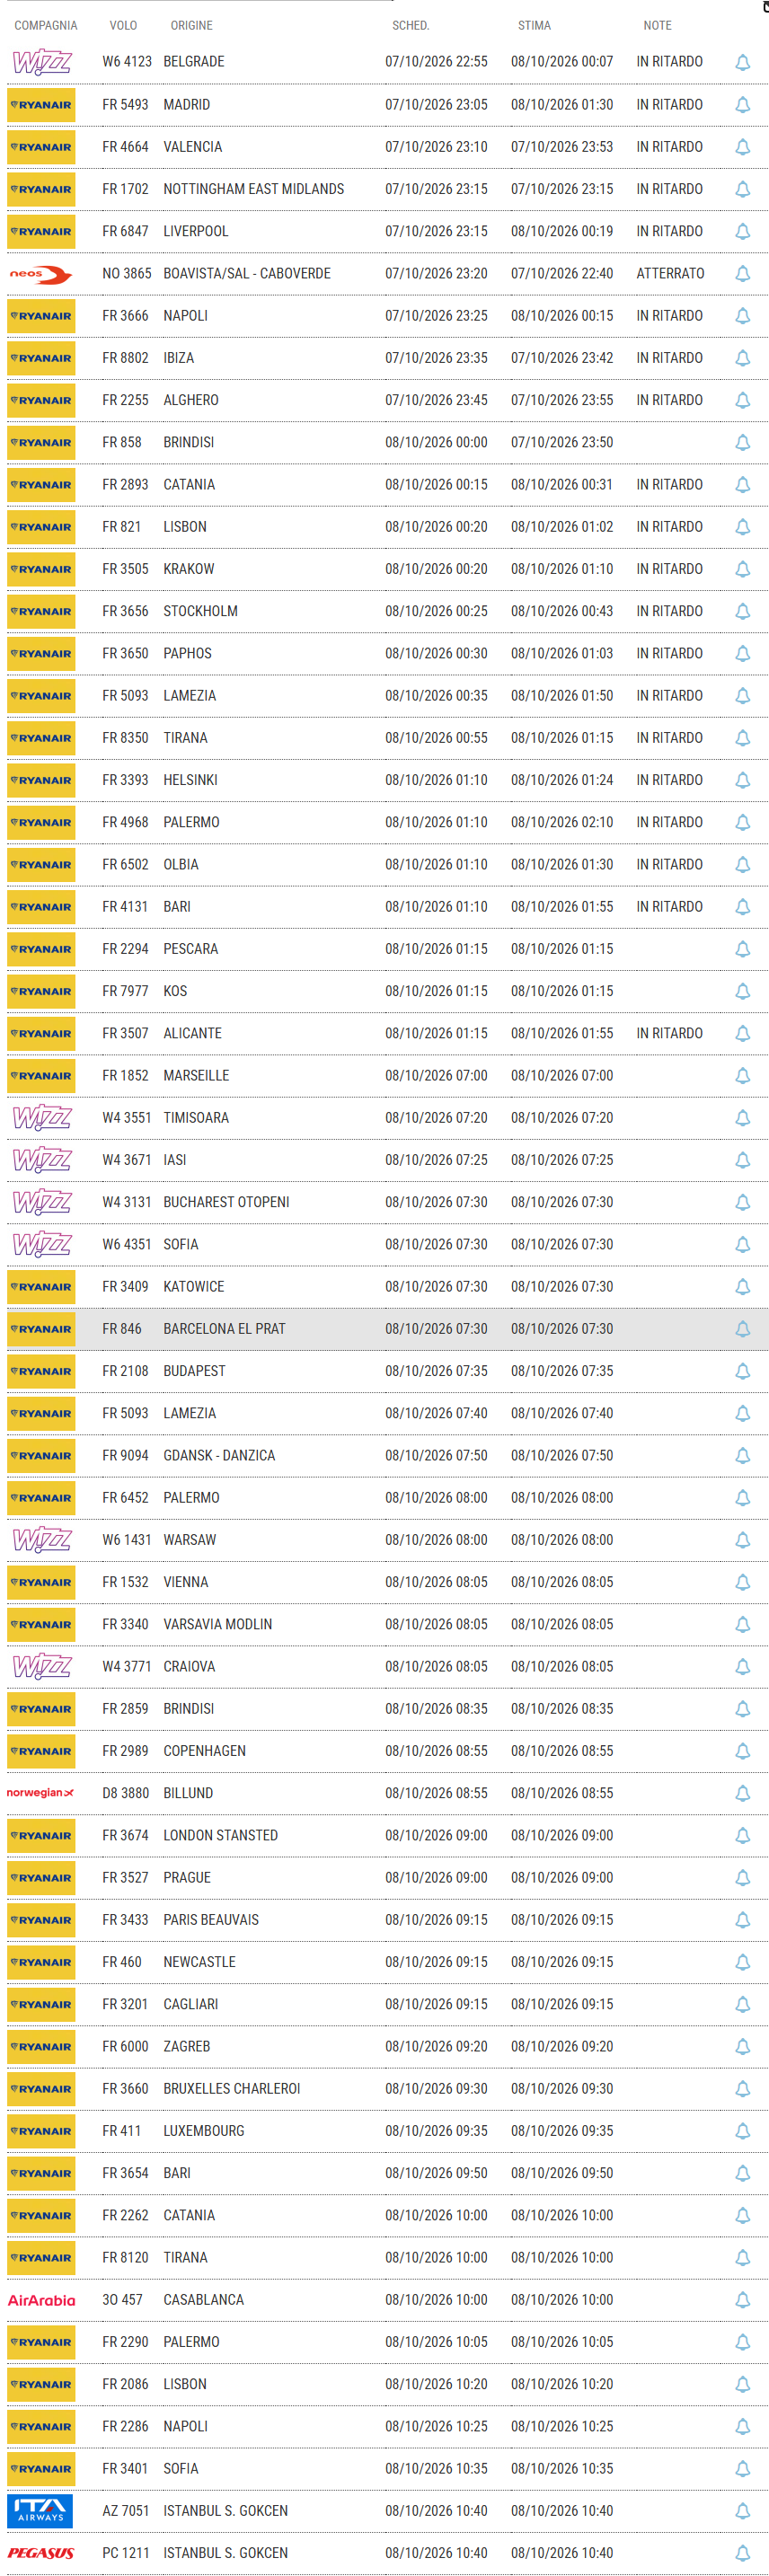 COMPAGNIA VOLO ORIGINE SCHED. STIMA NOTE
WIZZ W6 4123 BELGRADE 07/10/2026 22:55 08/10/2026 00:07 IN RITARDO
RYANAIR FR 5493 MADRID 07/10/2026 23:05 08/10/2026 01:30 IN RITARDO
RYANAIR FR 4664 VALENCIA 07/10/2026 23:10 07/10/2026 23:53 IN RITARDO
RYANAIR FR 1702 NOTTINGHAM EAST MIDLANDS 07/10/2026 23:15 07/10/2026 23:15 IN RITARDO
RYANAIR FR 6847 LIVERPOOL 07/10/2026 23:15 08/10/2026 00:19 IN RITARDO
neos NO 3865 BOAVISTA/SAL - CABOVERDE 07/10/2026 23:20 07/10/2026 22:40 ATTERRATO
RYANAIR FR 3666 NAPOLI 07/10/2026 23:25 08/10/2026 00:15 IN RITARDO
RYANAIR FR 8802 IBIZA 07/10/2026 23:35 07/10/2026 23:42 IN RITARDO
RYANAIR FR 2255 ALGHERO 07/10/2026 23:45 07/10/2026 23:55 IN RITARDO
RYANAIR FR 858 BRINDISI 08/10/2026 00:00 07/10/2026 23:50
RYANAIR FR 2893 CATANIA 08/10/2026 00:15 08/10/2026 00:31 IN RITARDO
RYANAIR FR 821 LISBON 08/10/2026 00:20 08/10/2026 01:02 IN RITARDO
RYANAIR FR 3505 KRAKOW 08/10/2026 00:20 08/10/2026 01:10 IN RITARDO
RYANAIR FR 3656 STOCKHOLM 08/10/2026 00:25 08/10/2026 00:43 IN RITARDO
RYANAIR FR 3650 PAPHOS 08/10/2026 00:30 08/10/2026 01:03 IN RITARDO
RYANAIR FR 5093 LAMEZIA 08/10/2026 00:35 08/10/2026 01:50 IN RITARDO
RYANAIR FR 8350 TIRANA 08/10/2026 00:55 08/10/2026 01:15 IN RITARDO
RYANAIR FR 3393 HELSINKI 08/10/2026 01:10 08/10/2026 01:24 IN RITARDO
RYANAIR FR 4968 PALERMO 08/10/2026 01:10 08/10/2026 02:10 IN RITARDO
RYANAIR FR 6502 OLBIA 08/10/2026 01:10 08/10/2026 01:30 IN RITARDO
RYANAIR FR 4131 BARI 08/10/2026 01:10 08/10/2026 01:55 IN RITARDO
RYANAIR FR 2294 PESCARA 08/10/2026 01:15 08/10/2026 01:15
RYANAIR FR 7977 KOS 08/10/2026 01:15 08/10/2026 01:15
RYANAIR FR 3507 ALICANTE 08/10/2026 01:15 08/10/2026 01:55 IN RITARDO
RYANAIR FR 1852 MARSEILLE 08/10/2026 07:00 08/10/2026 07:00
WIZZ W4 3551 TIMISOARA 08/10/2026 07:20 08/10/2026 07:20
WIZZ W4 3671 IASI 08/10/2026 07:25 08/10/2026 07:25
WIZZ W4 3131 BUCHAREST OTOPENI 08/10/2026 07:30 08/10/2026 07:30
WIZZ W6 4351 SOFIA 08/10/2026 07:30 08/10/2026 07:30
RYANAIR FR 3409 KATOWICE 08/10/2026 07:30 08/10/2026 07:30
RYANAIR FR 846 BARCELONA EL PRAT 08/10/2026 07:30 08/10/2026 07:30
RYANAIR FR 2108 BUDAPEST 08/10/2026 07:35 08/10/2026 07:35
RYANAIR FR 5093 LAMEZIA 08/10/2026 07:40 08/10/2026 07:40
RYANAIR FR 9094 GDANSK - DANZICA 08/10/2026 07:50 08/10/2026 07:50
RYANAIR FR 6452 PALERMO 08/10/2026 08:00 08/10/2026 08:00
WIZZ W6 1431 WARSAW 08/10/2026 08:00 08/10/2026 08:00
RYANAIR FR 1532 VIENNA 08/10/2026 08:05 08/10/2026 08:05
RYANAIR FR 3340 VARSAVIA MODLIN 08/10/2026 08:05 08/10/2026 08:05
WIZZ W4 3771 CRAIOVA 08/10/2026 08:05 08/10/2026 08:05
RYANAIR FR 2859 BRINDISI 08/10/2026 08:35 08/10/2026 08:35
RYANAIR FR 2989 COPENHAGEN 08/10/2026 08:55 08/10/2026 08:55
norwegian D8 3880 BILLUND 08/10/2026 08:55 08/10/2026 08:55
RYANAIR FR 3674 LONDON STANSTED 08/10/2026 09:00 08/10/2026 09:00
RYANAIR FR 3527 PRAGUE 08/10/2026 09:00 08/10/2026 09:00
RYANAIR FR 3433 PARIS BEAUVAIS 08/10/2026 09:15 08/10/2026 09:15
RYANAIR FR 460 NEWCASTLE 08/10/2026 09:15 08/10/2026 09:15
RYANAIR FR 3201 CAGLIARI 08/10/2026 09:15 08/10/2026 09:15
RYANAIR FR 6000 ZAGREB 08/10/2026 09:20 08/10/2026 09:20
RYANAIR FR 3660 BRUXELLES CHARLEROI 08/10/2026 09:30 08/10/2026 09:30
RYANAIR FR 411 LUXEMBOURG 08/10/2026 09:35 08/10/2026 09:35
RYANAIR FR 3654 BARI 08/10/2026 09:50 08/10/2026 09:50
RYANAIR FR 2262 CATANIA 08/10/2026 10:00 08/10/2026 10:00
RYANAIR FR 8120 TIRANA 08/10/2026 10:00 08/10/2026 10:00
AirArabia 3O 457 CASABLANCA 08/10/2026 10:00 08/10/2026 10:00
RYANAIR FR 2290 PALERMO 08/10/2026 10:05 08/10/2026 10:05
RYANAIR FR 2086 LISBON 08/10/2026 10:20 08/10/2026 10:20
RYANAIR FR 2286 NAPOLI 08/10/2026 10:25 08/10/2026 10:25
RYANAIR FR 3401 SOFIA 08/10/2026 10:35 08/10/2026 10:35
ITA AIRWAYS AZ 7051 ISTANBUL S. GOKCEN 08/10/2026 10:40 08/10/2026 10:40
PEGASUS PC 1211 ISTANBUL S. GOKCEN 08/10/2026 10:40 08/10/2026 10:40